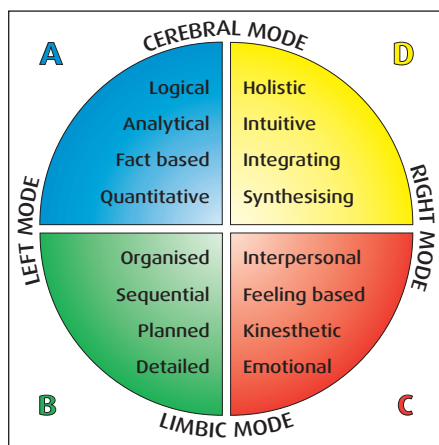 CEREBRAL MODE
A
D
Logical
Analytical
Fact based
Quantitative
Holistic
Intuitive
Integrating
Synthesising
LEFT MODE
RIGHT MODE
Organised
Sequential
Planned
Detailed
Interpersonal
Feeling based
Kinesthetic
Emotional
B
C
LIMBIC MODE